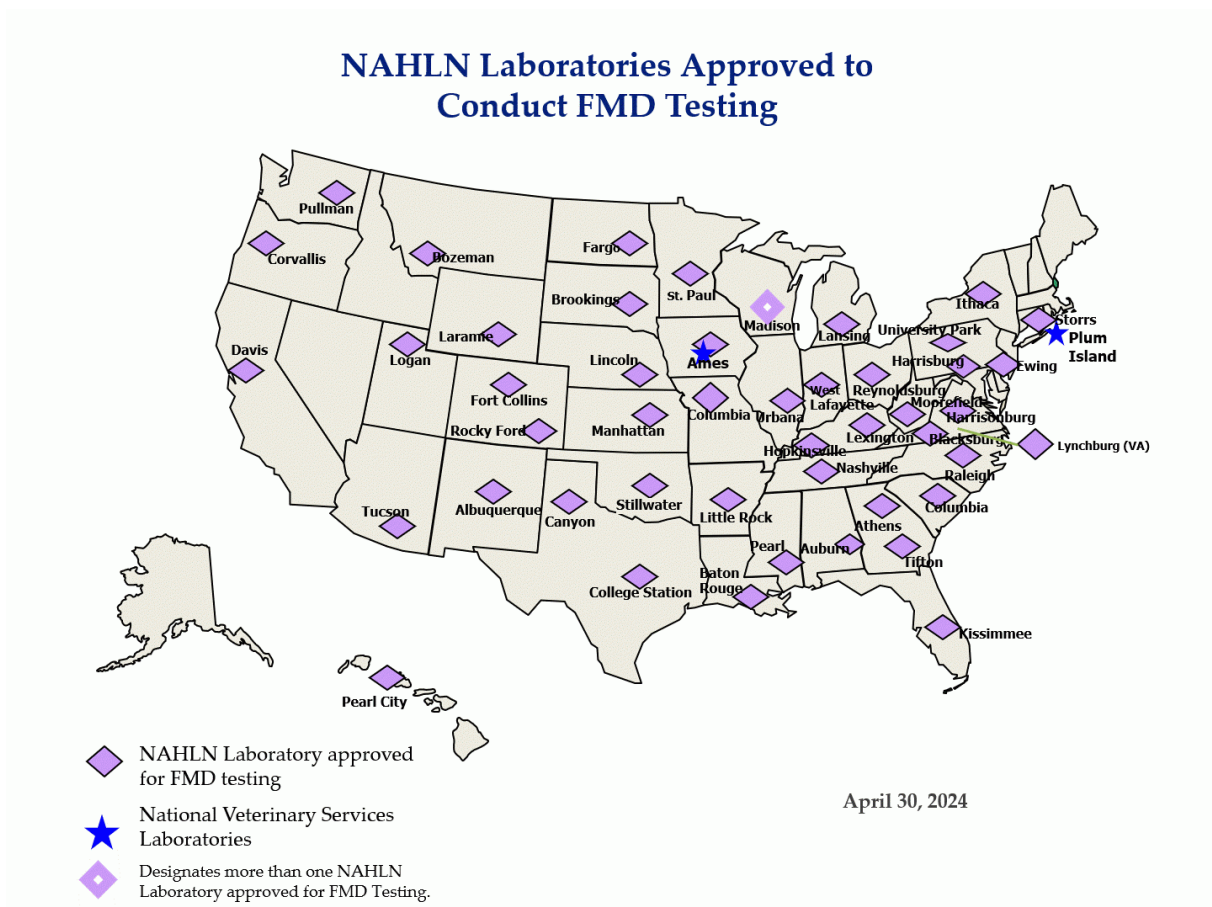 NAHLN Laboratories Approved to
Conduct FMD Testing
Pullman
Corvallis
Bozeman
Fargo
Brookings
St. Paul
Madison
Lansing
Ithaca
University Park
Storrs
Plum
Island
Davis
Logan
Laramie
Lincoln
Ames
Harrisburg
Ewing
Fort Collins
Rocky Ford
Manhattan
Columbia
Urbana
West
Lafayette
Reynoldsburg
Moorefield
Harrisonburg
Lexington
Blacksburg
Lynchburg (VA)
Hopkinsville
Nashville
Raleigh
Tucson
Albuquerque
Canyon
Stillwater
Little Rock
Columbia
Athens
Pearl
Auburn
Tifton
College Station
Baton
Rouge
Kissimmee
Pearl City
NAHLN Laboratory approved
for FMD testing
National Veterinary Services
Laboratories
Designates more than one NAHLN
Laboratory approved for FMD Testing.
April 30, 2024